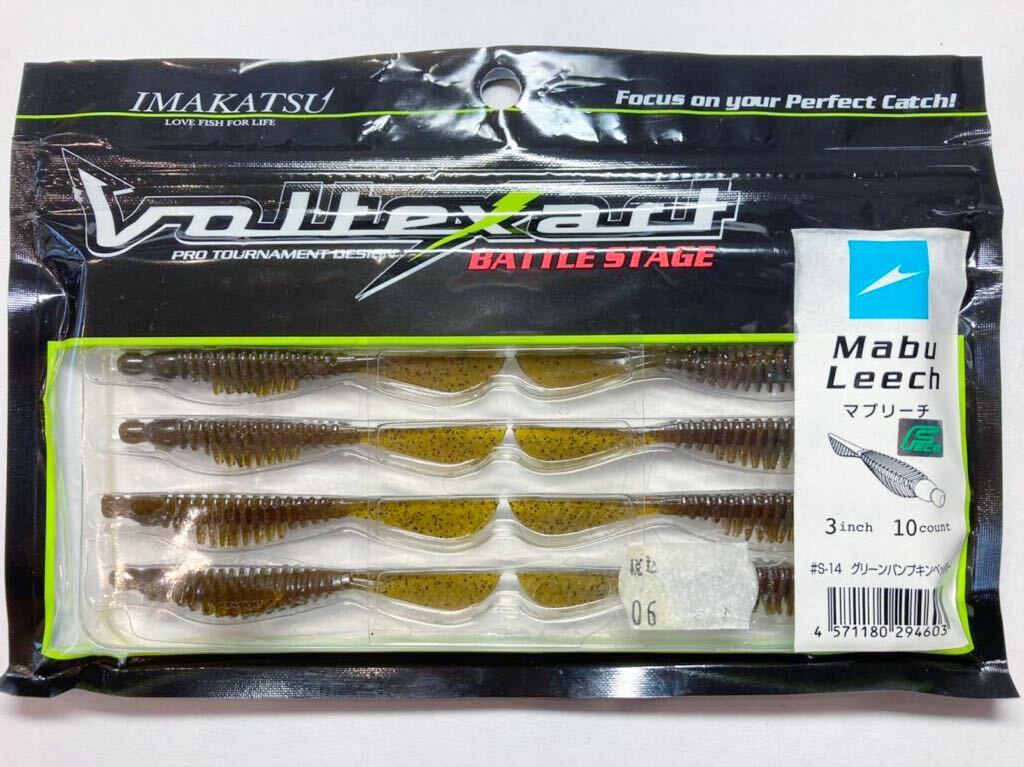 IMAKATSU
LOVE FISH FOR LIFE
Focus on your Perfect Catch!
Voltexart
PRO TOURNAMENT DESIGN
BATTLE STAGE
Mabu
Leech
マブリーチ
FS
ECO
3inch 10count
#S-14 グリーンパンプキンペッパー
4 571180 294603
06